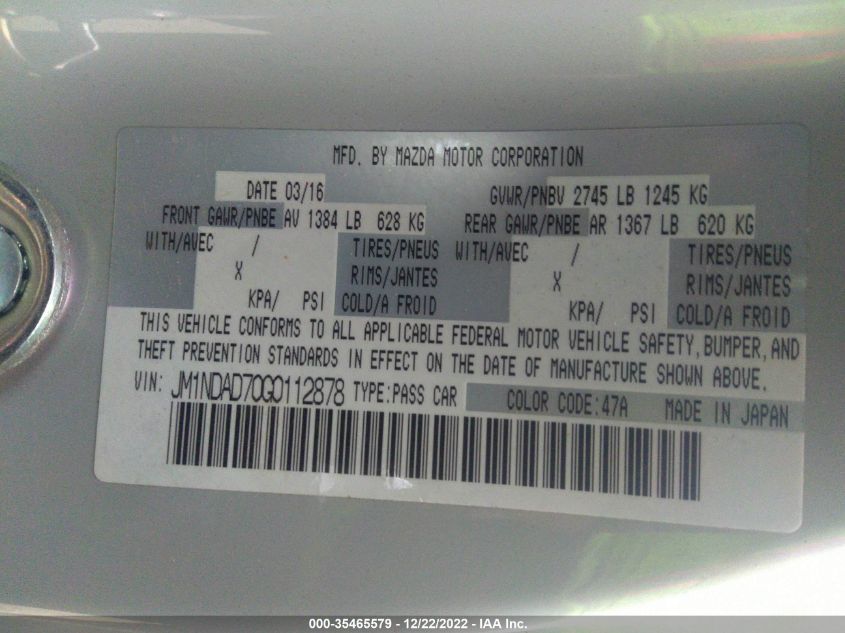 MFD. BY MAZDA MOTOR CORPORATION
DATE 03/16 GVWR/PNBV 2745 LB 1245 KG
FRONT GAWR/PNBE AV 1384 LB 628 KG REAR GAWR/PNBE AR 1367 LB 620 KG
WITH/AVEC / TIRES/PNEUS WITH/AVEC / TIRES/PNEUS
X RIMS/JANTES X RIMS/JANTES
KPA/ PSI COLD/A FROID KPA/ PSI COLD/A FROID
THIS VEHICLE CONFORMS TO ALL APPLICABLE FEDERAL MOTOR VEHICLE SAFETY, BUMPER, AND
THEFT PREVENTION STANDARDS IN EFFECT ON THE DATE OF MANUFACTURE SHOWN ABOVE.
VIN: JM1NDAD70G0112878 TYPE:PASS CAR COLOR CODE:47A MADE IN JAPAN
000-35465579 - 12/22/2022 - IAA Inc.